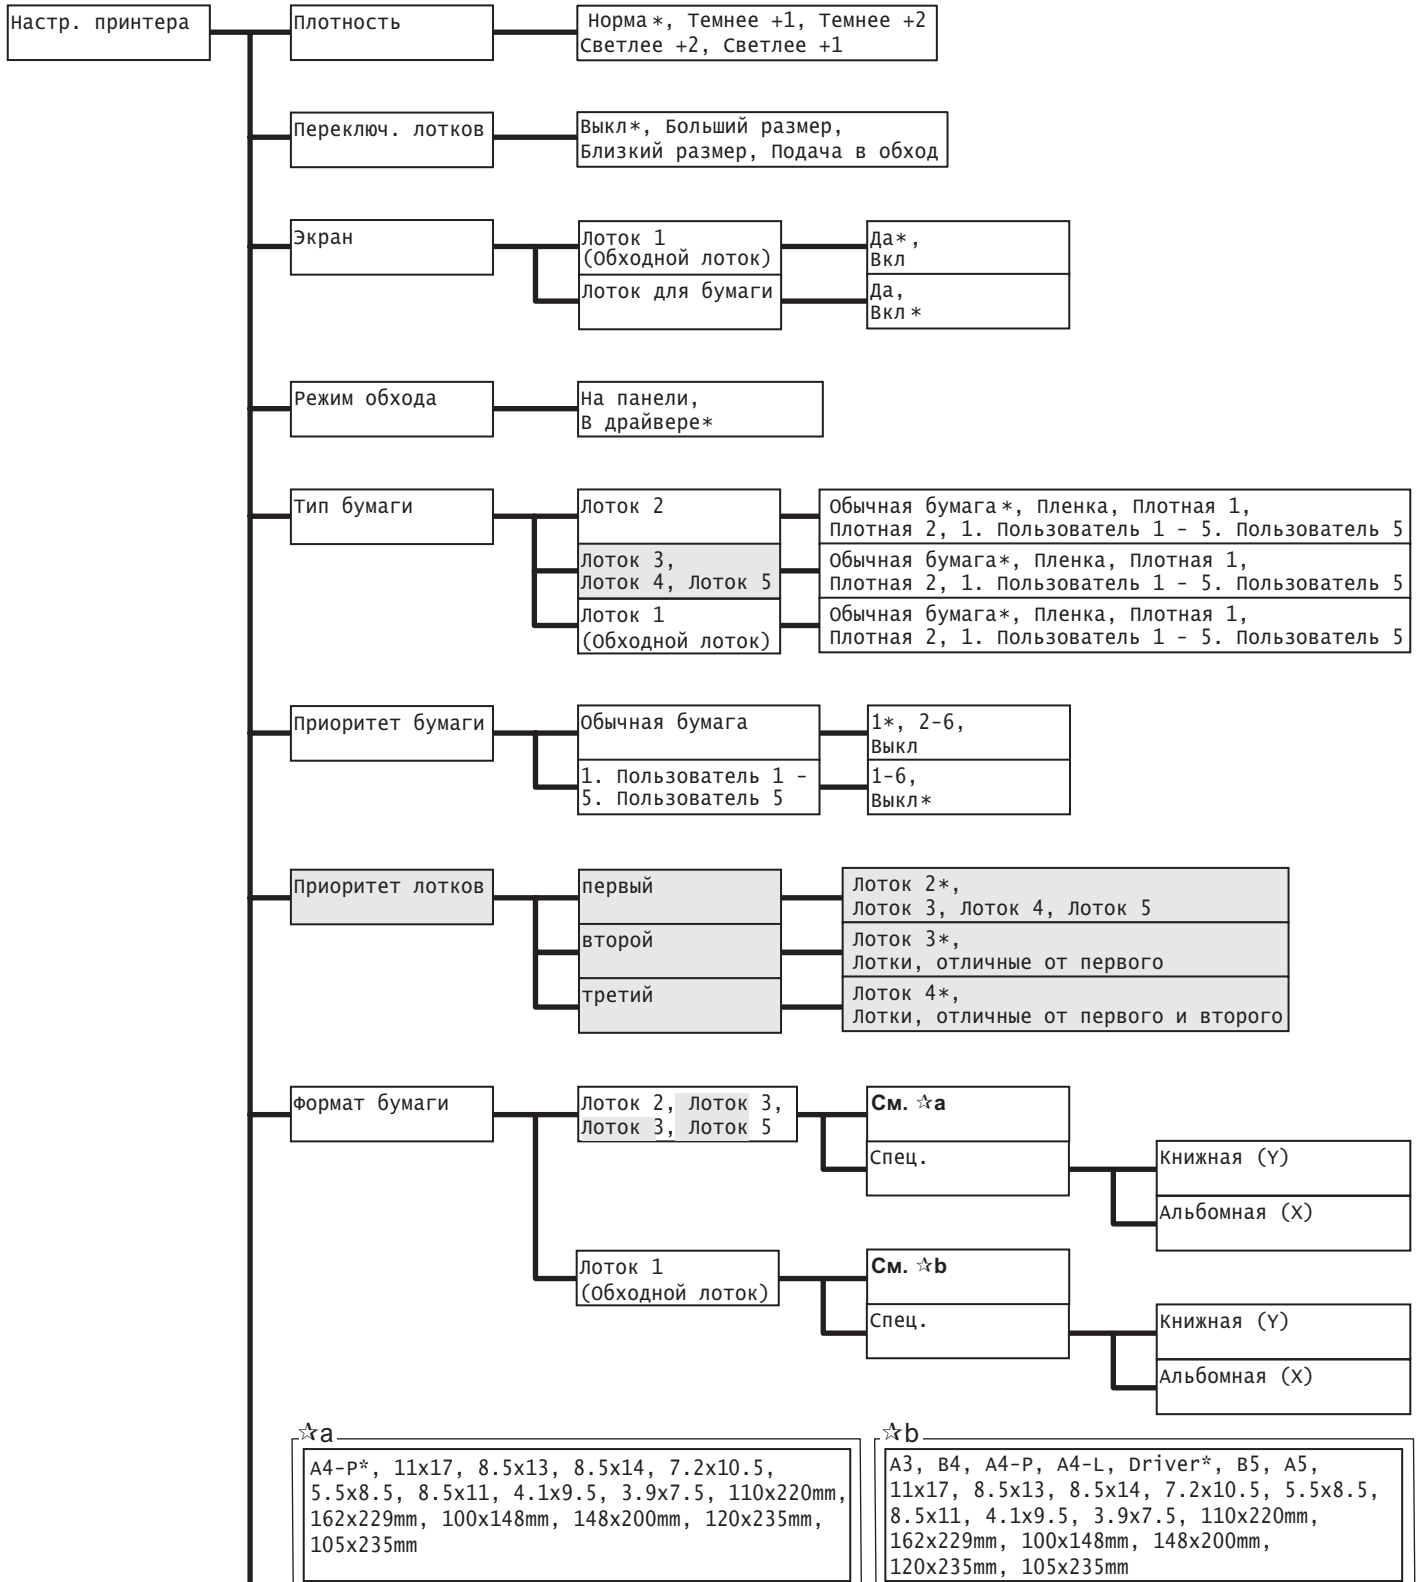 Настр. принтера
Плотность
Норма*, Темнее +1, Темнее +2
Светлее +2, Светлее +1
Переключ. лотков
Выкл*, Больший размер,
Близкий размер, Подача в обход
Экран
Лоток 1
(Обходной лоток)
Да*,
Вкл
Лоток для бумаги
Да,
Вкл*
Режим обхода
На панели,
В драйвере*
Тип бумаги
Лоток 2
Обычная бумага*, Пленка, Плотная 1,
Плотная 2, 1. Пользователь 1 - 5. Пользователь 5
Лоток 3,
Лоток 4, Лоток 5
Обычная бумага*, Пленка, Плотная 1,
Плотная 2, 1. Пользователь 1 - 5. Пользователь 5
Лоток 1
(Обходной лоток)
Обычная бумага*, Пленка, Плотная 1,
Плотная 2, 1. Пользователь 1 - 5. Пользователь 5
Приоритет бумаги
Обычная бумага
1*, 2-6,
Выкл
1. Пользователь 1 -
5. Пользователь 5
1-6,
Выкл*
Приоритет лотков
первый
Лоток 2*,
Лоток 3, Лоток 4, Лоток 5
второй
Лоток 3*,
Лотки, отличные от первого
третий
Лоток 4*,
Лотки, отличные от первого и второго
Формат бумаги
Лоток 2, Лоток 3,
Лоток 3, Лоток 5
См. ☆a
Спец.
Книжная (Y)
Альбомная (X)
Лоток 1
(Обходной лоток)
См. ☆b
Спец.
Книжная (Y)
Альбомная (X)
☆a
A4-P*, 11x17, 8.5x13, 8.5x14, 7.2x10.5,
5.5x8.5, 8.5x11, 4.1x9.5, 3.9x7.5, 110x220mm,
162x229mm, 100x148mm, 148x200mm, 120x235mm,
105x235mm
☆b
A3, B4, A4-P, A4-L, Driver*, B5, A5,
11x17, 8.5x13, 8.5x14, 7.2x10.5, 5.5x8.5,
8.5x11, 4.1x9.5, 3.9x7.5, 110x220mm,
162x229mm, 100x148mm, 148x200mm,
120x235mm, 105x235mm